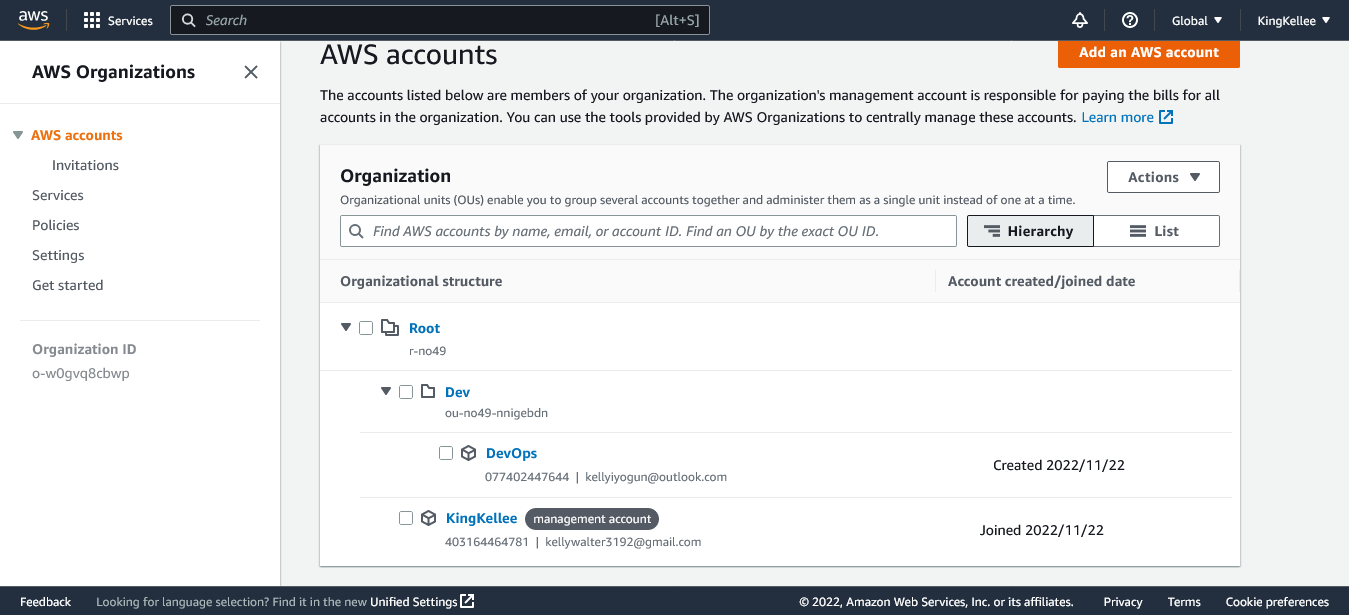 aws
Services
Search
[Alt+S]
Global
KingKellee
AWS Organizations
AWS accounts
Invitations
Services
Policies
Settings
Get started
Organization ID
o-w0gvq8cbwp
AWS accounts
Add an AWS account
The accounts listed below are members of your organization. The organization's management account is responsible for paying the bills for all
accounts in the organization. You can use the tools provided by AWS Organizations to centrally manage these accounts. Learn more
Organization
Actions
Organizational units (OUs) enable you to group several accounts together and administer them as a single unit instead of one at a time.
Find AWS accounts by name, email, or account ID. Find an OU by the exact OU ID.
Hierarchy
List
Organizational structure
Account created/joined date
Root
r-no49
Dev
ou-no49-nnigebdn
DevOps
077402447644 | kellyiyogun@outlook.com
Created 2022/11/22
KingKellee management account
403164464781 | kellywalter3192@gmail.com
Joined 2022/11/22
Feedback
Looking for language selection? Find it in the new Unified Settings
© 2022, Amazon Web Services, Inc. or its affiliates.
Privacy
Terms
Cookie preferences